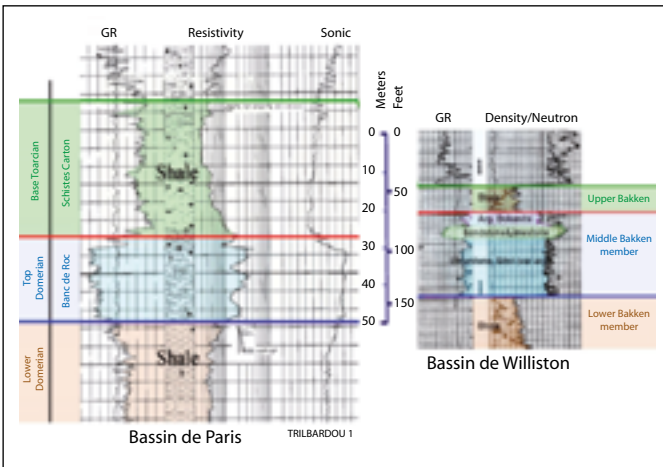 GR Resistivity Sonic
Base Toarcian
Schistes Carton
Shale
Top Domerian
Banc de Roc
Lower Domerian
Shale
Bassin de Paris
TRILBARDOU 1
Meters
Feet
0 0
10
50
20
30
100
40
150
50
GR Density/Neutron
Upper Bakken
Middle Bakken member
Lower Bakken member
Bassin de Williston